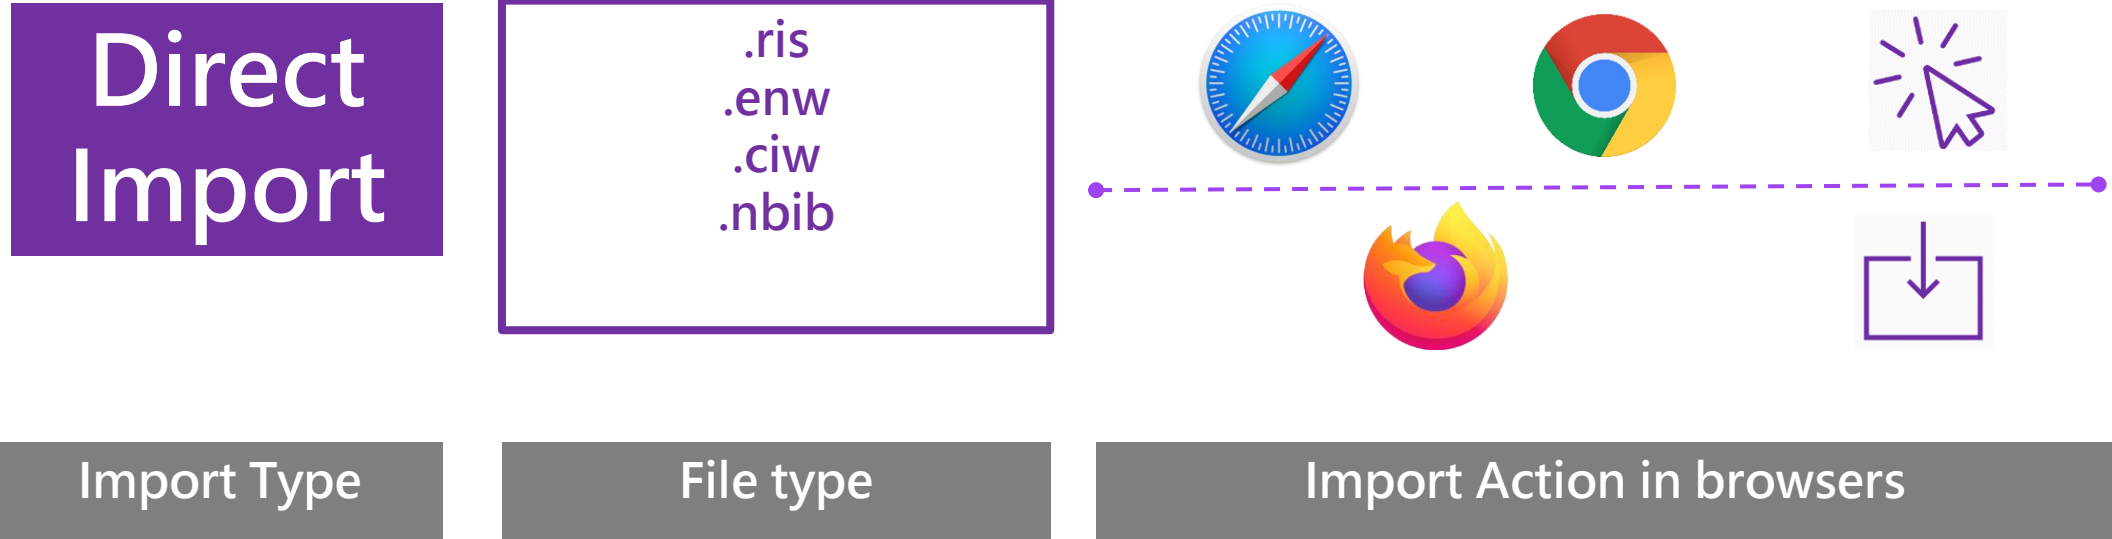 Direct
Import
.ris
.enw
.ciw
.nbib
Import Type
File type
Import Action in browsers